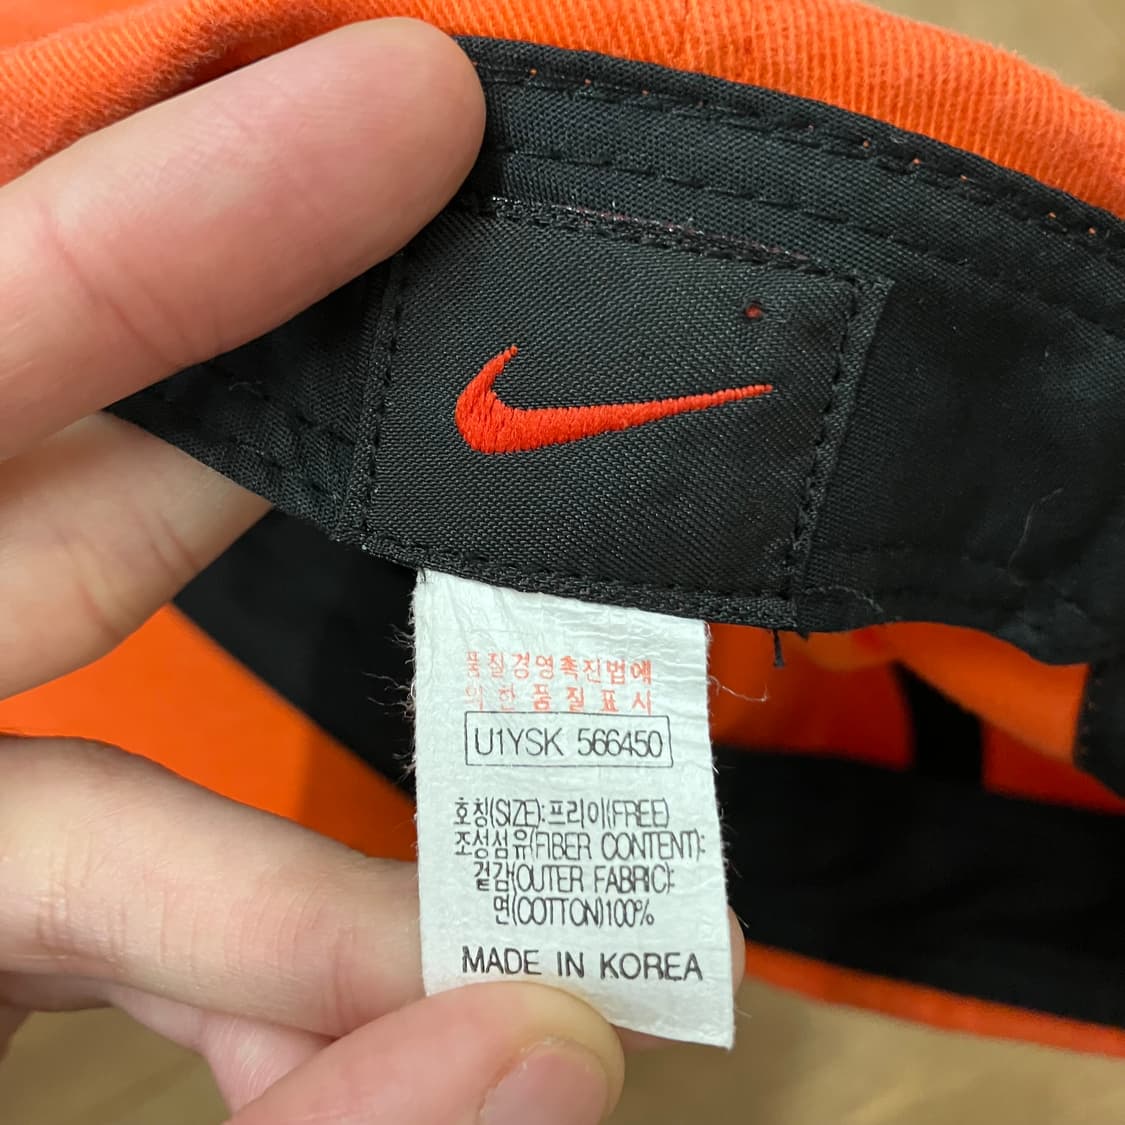 품질경영촉진법에
의한 품질표시
U1YSK 566450
호칭(SIZE):프리이(FREE)
조성섬유(FIBER CONTENT):
겉감(OUTER FABRIC):
면(COTTON)100%
MADE IN KOREA